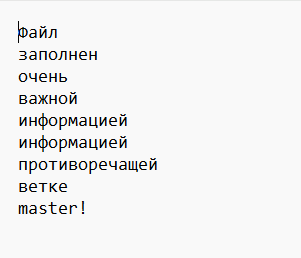 Файл
заполнен
очень
важной
информацией
информацией
противоречащей
ветке
master!